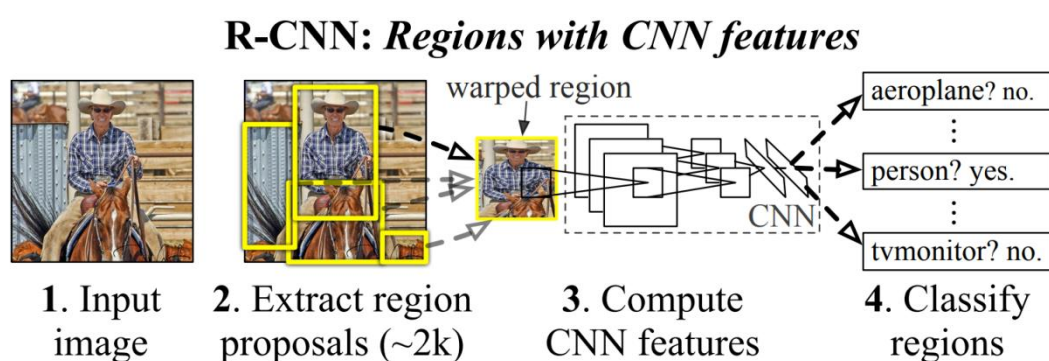 R-CNN: Regions with CNN features
warped region
aeroplane? no.
person? yes.
tvmonitor? no.
CNN
1. Input
image
2. Extract region
proposals (~2k)
3. Compute
CNN features
4. Classify
regions